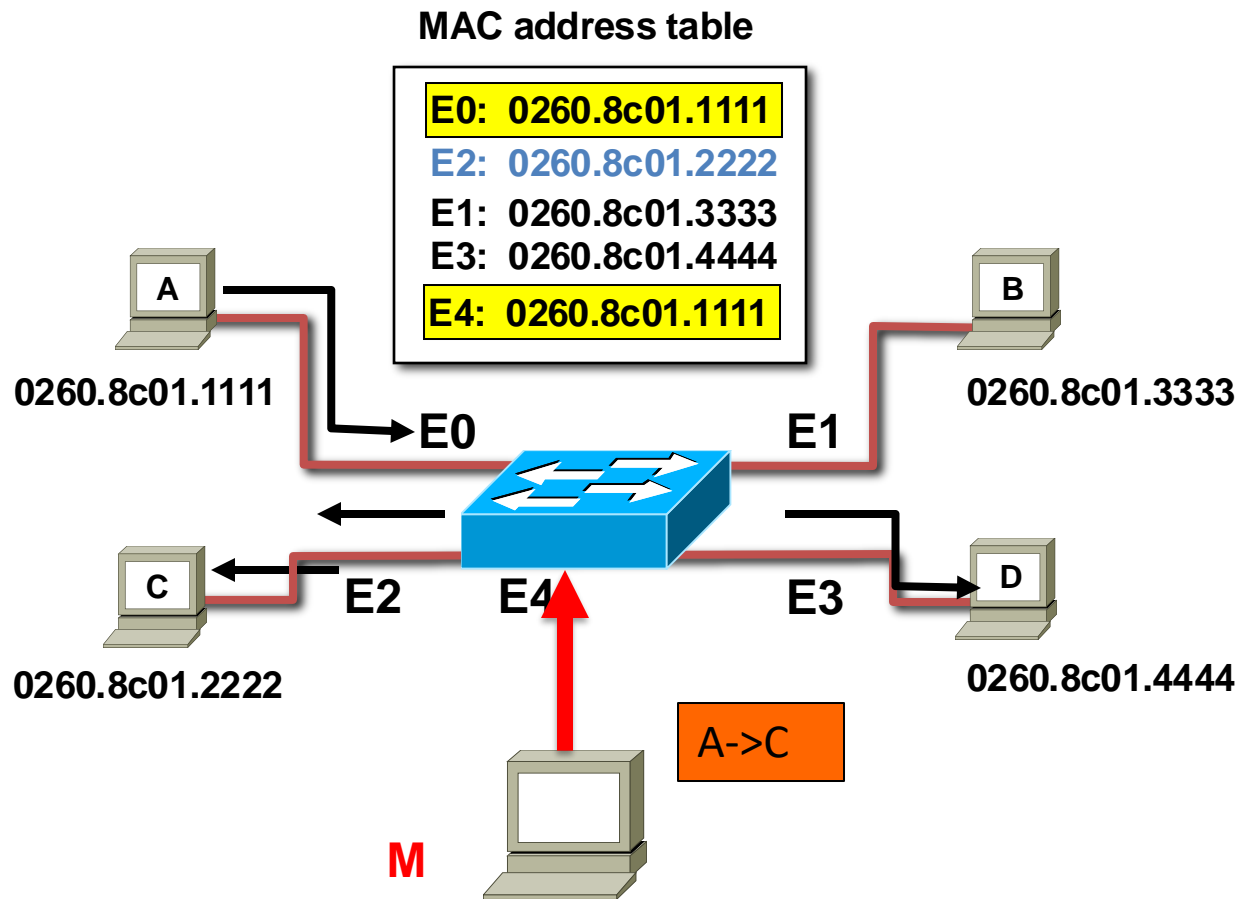 MAC address table
E0: 0260.8c01.1111
E2: 0260.8c01.2222
E1: 0260.8c01.3333
E3: 0260.8c01.4444
E4: 0260.8c01.1111
A
B
0260.8c01.1111
0260.8c01.3333
E0
E1
C
D
E2
E4
E3
0260.8c01.2222
0260.8c01.4444
A->C
M